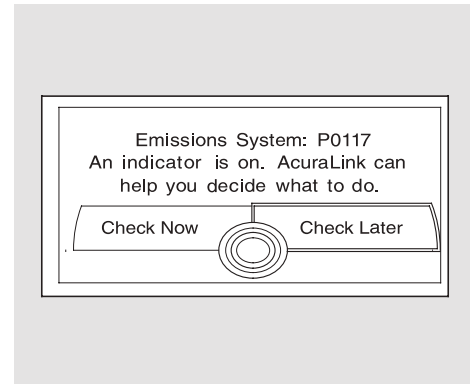 Emissions System: P0117
An indicator is on. AcuraLink can
help you decide what to do.
Check Now
Check Later